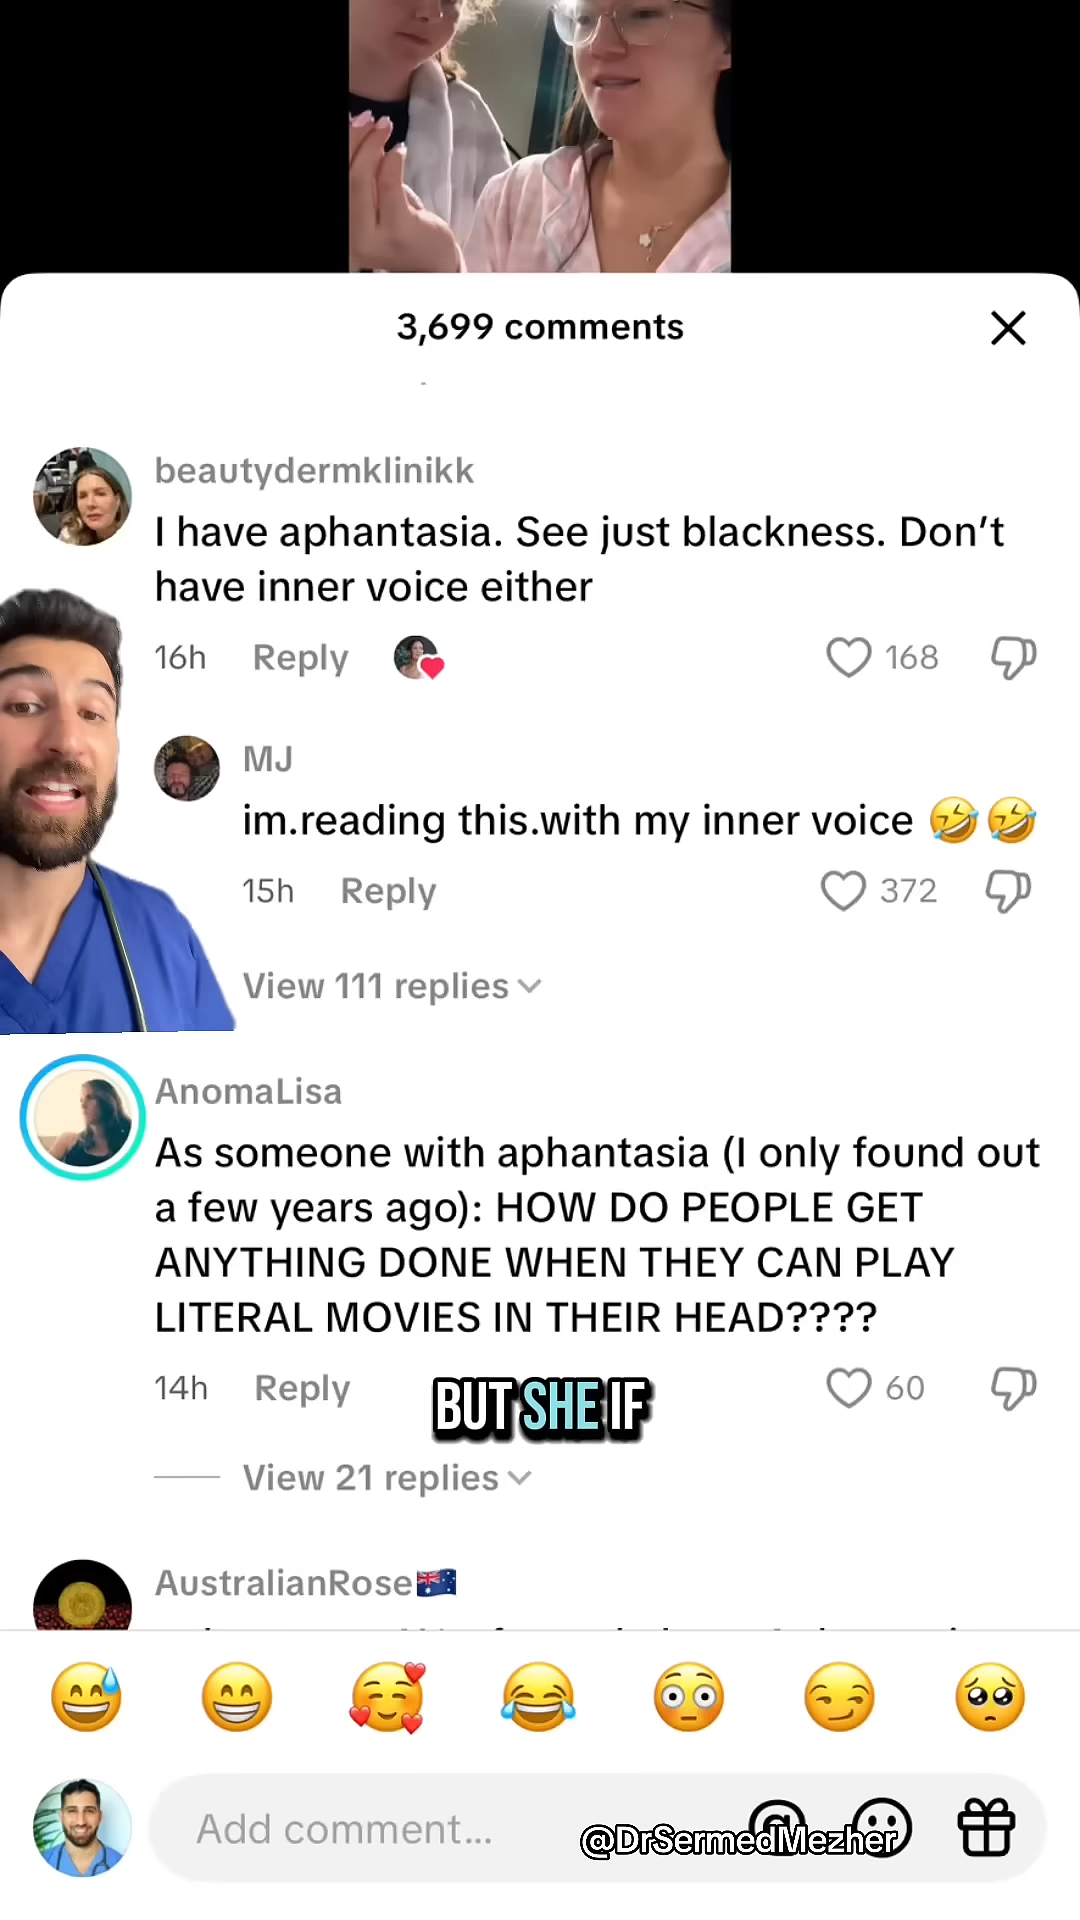 3,699 comments
beautydermklinikk
I have aphantasia. See just blackness. Don’t
have inner voice either
16h Reply 168
MJ
im.reading this.with my inner voice 🤣🤣
15h Reply 372
View 111 replies
AnomaLisa
As someone with aphantasia (I only found out
a few years ago): HOW DO PEOPLE GET
ANYTHING DONE WHEN THEY CAN PLAY
LITERAL MOVIES IN THEIR HEAD????
14h Reply 60
BUT SHE IF
View 21 replies
AustralianRose🇦🇺
Add comment...
@DrSermedMezher